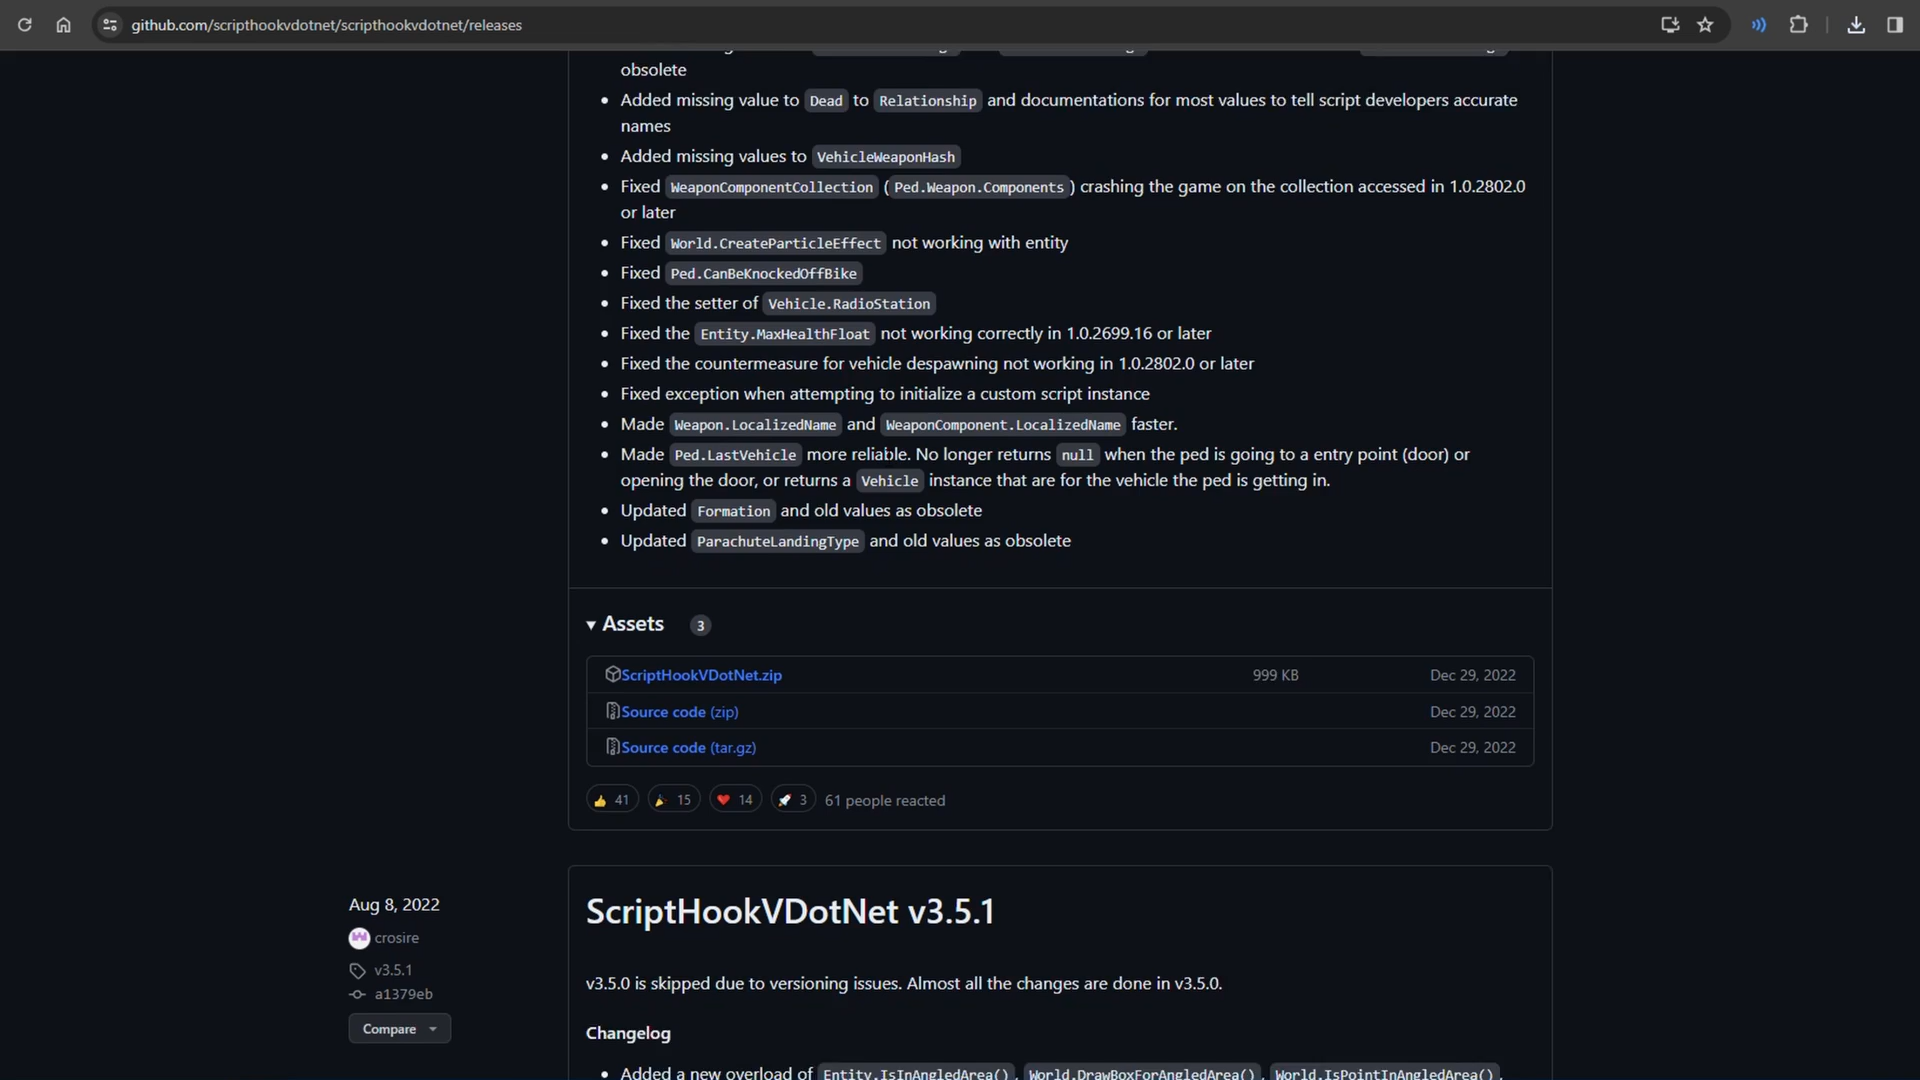 github.com/scripthookvdotnet/scripthookvdotnet/releases
obsolete
Added missing value to Dead to Relationship and documentations for most values to tell script developers accurate
names
Added missing values to VehicleWeaponHash
Fixed WeaponComponentCollection (Ped.Weapon.Components) crashing the game on the collection accessed in 1.0.2802.0
or later
Fixed World.CreateParticleEffect not working with entity
Fixed Ped.CanBeKnockedOffBike
Fixed the setter of Vehicle.RadioStation
Fixed the Entity.MaxHealthFloat not working correctly in 1.0.2699.16 or later
Fixed the countermeasure for vehicle despawning not working in 1.0.2802.0 or later
Fixed exception when attempting to initialize a custom script instance
Made Weapon.LocalizedName and WeaponComponent.LocalizedName faster.
Made Ped.LastVehicle more reliable. No longer returns null when the ped is going to a entry point (door) or
opening the door, or returns a Vehicle instance that are for the vehicle the ped is getting in.
Updated Formation and old values as obsolete
Updated ParachuteLandingType and old values as obsolete
Assets 3
ScriptHookVDotNet.zip 999 KB Dec 29, 2022
Source code (zip) Dec 29, 2022
Source code (tar.gz) Dec 29, 2022
41 15 14 3 61 people reacted
Aug 8, 2022
crosire
v3.5.1
a1379eb
Compare
ScriptHookVDotNet v3.5.1
v3.5.0 is skipped due to versioning issues. Almost all the changes are done in v3.5.0.
Changelog
Added a new overload of Entity.IsInAngledArea(), World.DrawBoxForAngledArea(), World.IsPointInAngledArea(),